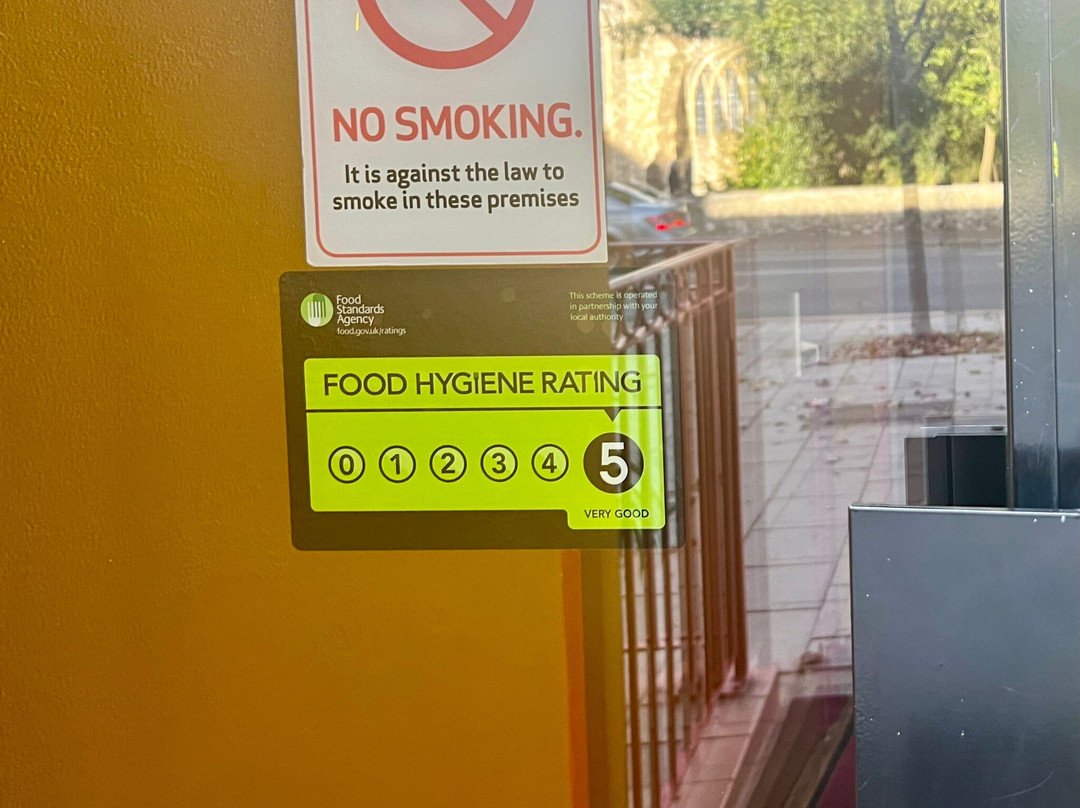 NO SMOKING.
It is against the law to
smoke in these premises
Food
Standards
Agency
food.gov.uk/ratings
This scheme is operated
in partnership with your
local authority
FOOD HYGIENE RATING
0 1 2 3 4 5
VERY GOOD